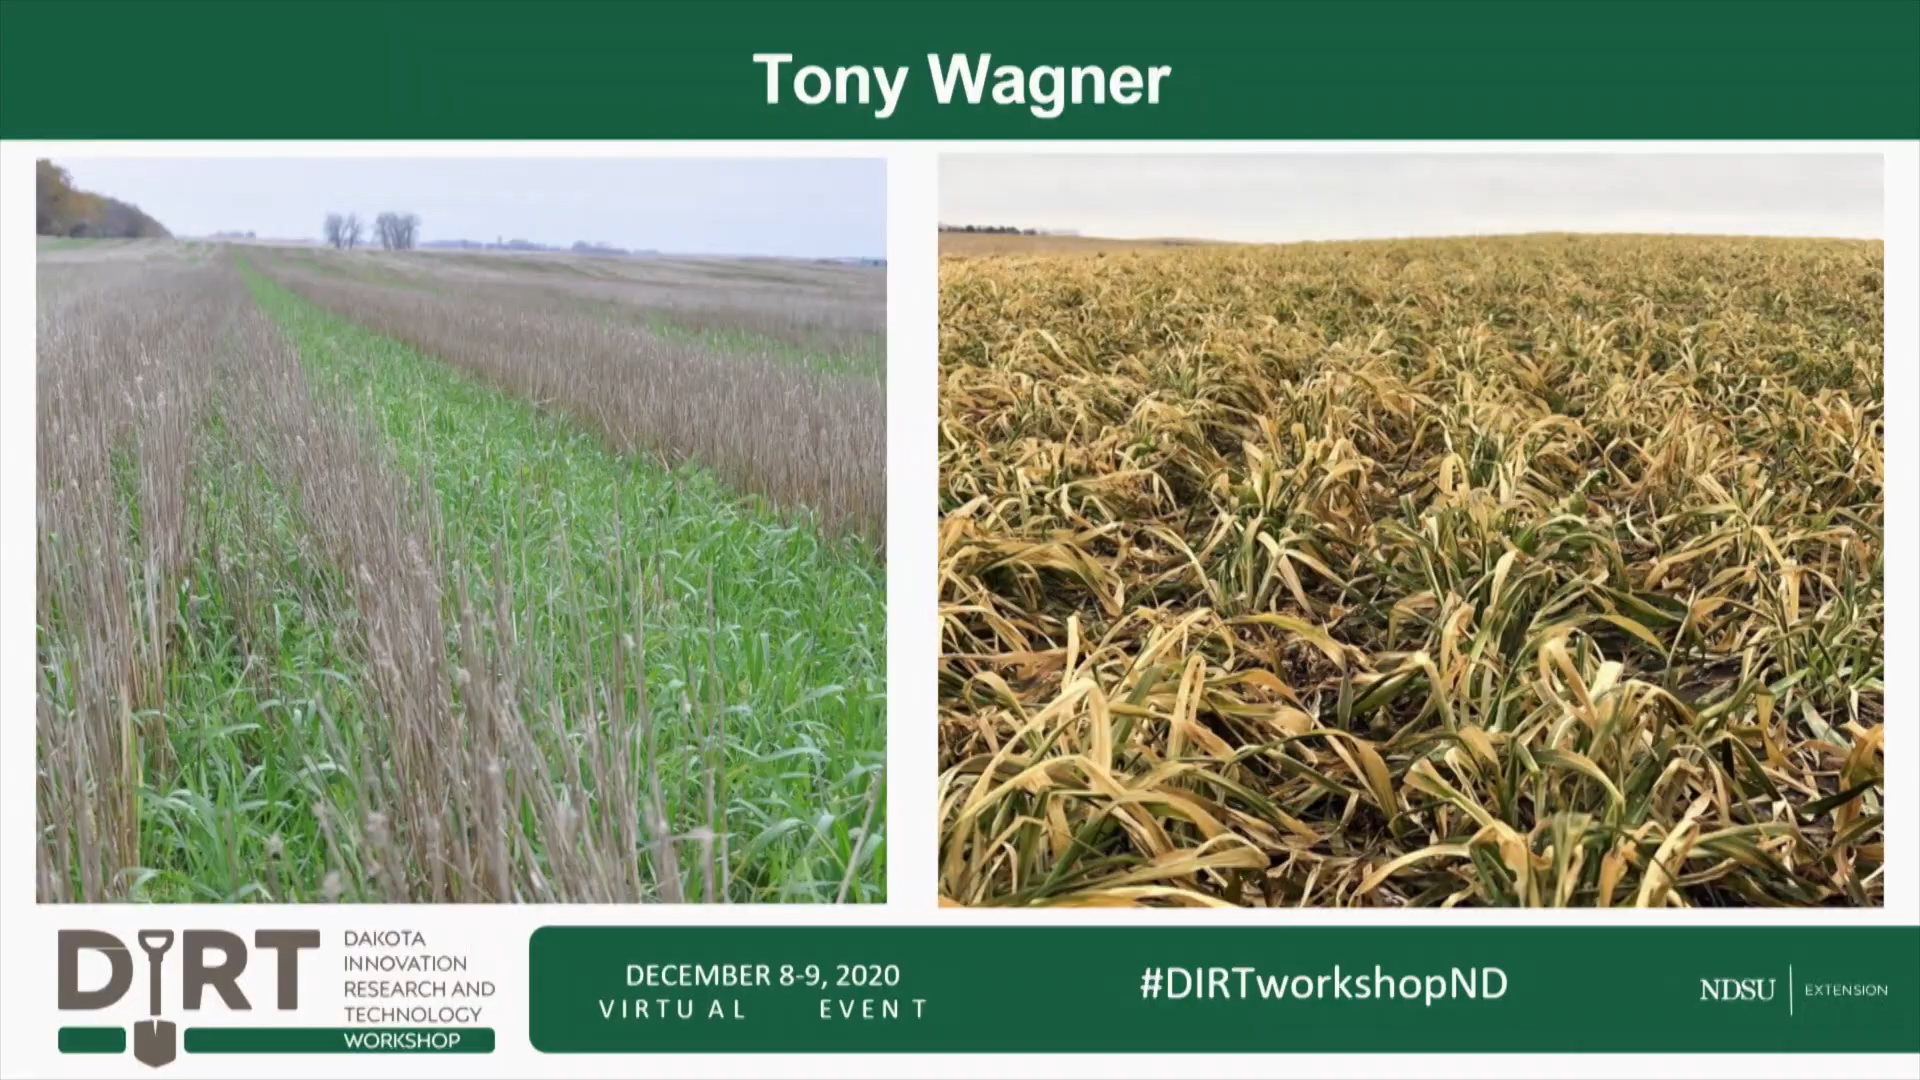 Tony Wagner
DIRT
DAKOTA
INNOVATION
RESEARCH AND
TECHNOLOGY
WORKSHOP
DECEMBER 8-9, 2020
VIRTUAL EVENT
#DIRTworkshopND
NDSU EXTENSION